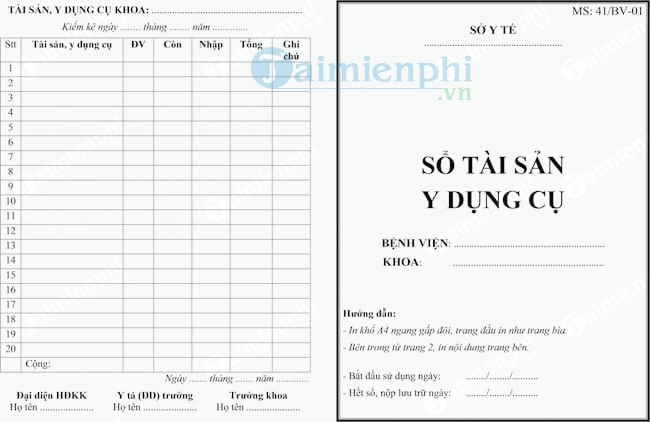 TÀI SẢN, Y DỤNG CỤ KHOA: ........................................
Kiểm kê ngày ........ tháng ........ năm ..............
Stt Tài sản, y dụng cụ ĐV Còn Nhập Tổng Ghi chú
1
2
3
4
5
6
7
8
9
10
11
12
13
14
15
16
17
18
19
20
Cộng:
Ngày ....... tháng ....... năm ...............
Đại diện HĐKK Y tá (ĐD) trưởng Trưởng khoa
Họ tên ...................... Họ tên ........................ Họ tên ......................
MS: 41/BV-01
SỞ Y TẾ
..................................................
SỔ TÀI SẢN
Y DỤNG CỤ
BỆNH VIỆN: ........................................................
KHOA: ........................................................
Hướng dẫn:
- In khổ A4 ngang gấp đôi, trang đầu in như trang bìa.
- Bên trong từ trang 2, in nội dung trang bên.
- Bắt đầu sử dụng ngày: ......../......../..........
- Hết sổ, nộp lưu trữ ngày: ......../......../..........
Taimienphi
.vn